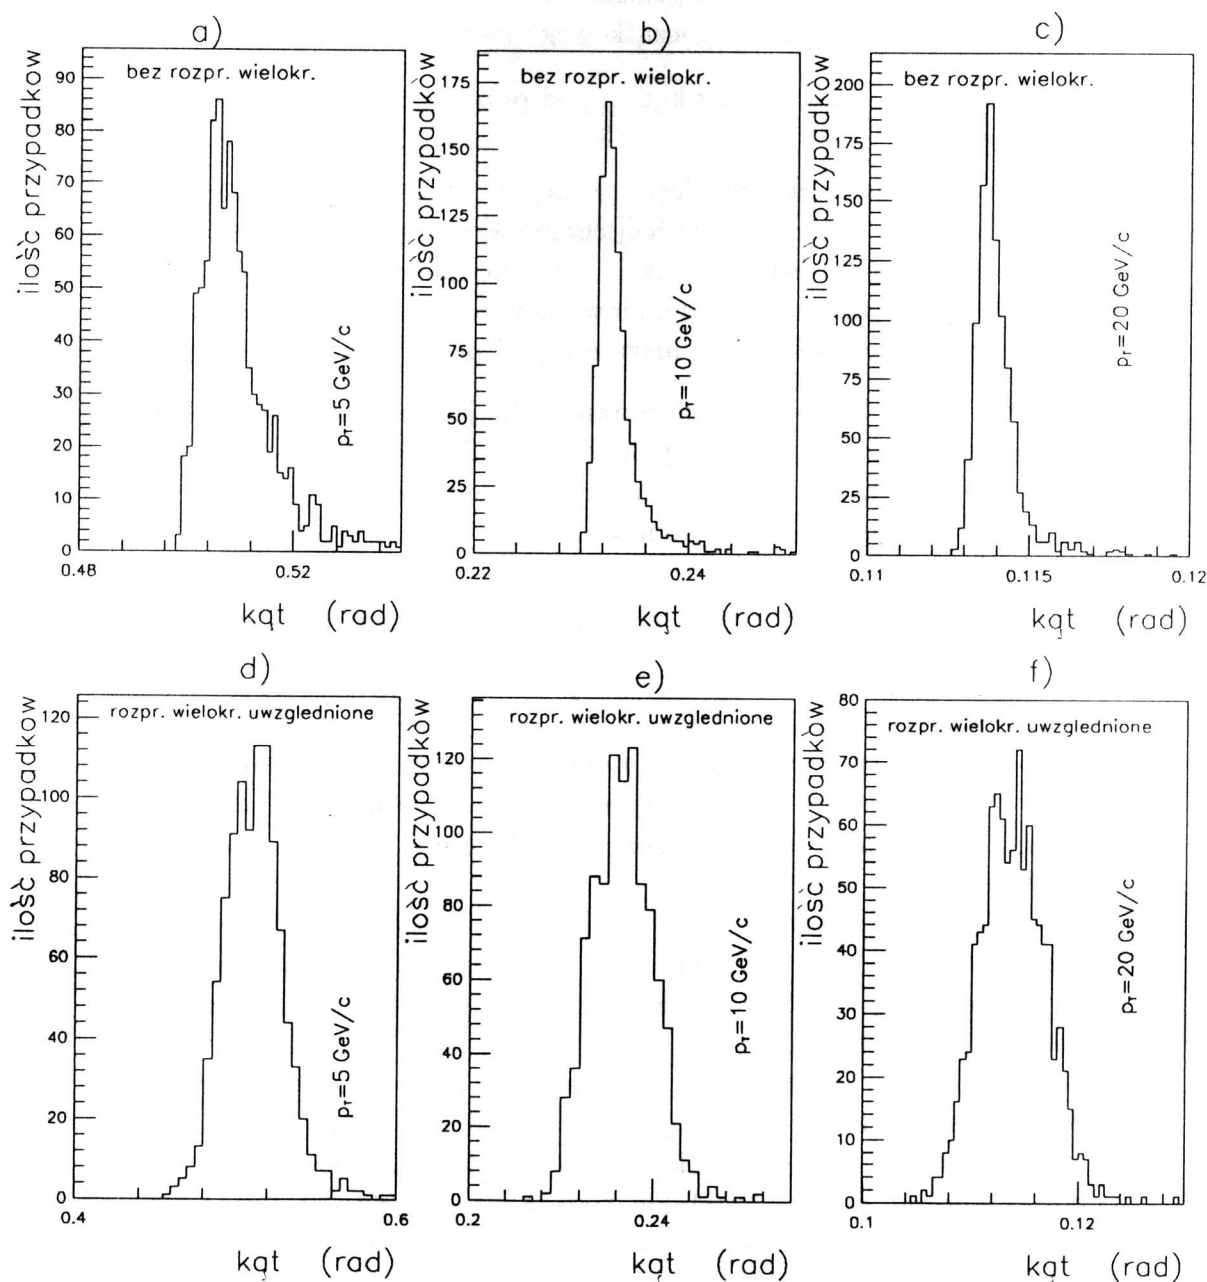 a)
ilość przypadków
bez rozpr. wielokr.
90
80
70
60
50
40
30
20
10
0
0.48
0.52
p_T=5 GeV/c
kąt (rad)
b)
ilość przypadków
bez rozpr. wielokr.
175
150
125
100
75
50
25
0
0.22
0.24
p_T=10 GeV/c
kąt (rad)
c)
ilość przypadków
bez rozpr. wielokr.
200
175
150
125
100
75
50
25
0
0.11
0.115
0.12
p_T=20 GeV/c
kąt (rad)
d)
ilość przypadków
rozpr. wielokr. uwzglednione
120
100
80
60
40
20
0
0.4
0.6
p_T=5 GeV/c
kąt (rad)
e)
ilość przypadków
rozpr. wielokr. uwzglednione
120
100
80
60
40
20
0
0.2
0.24
p_T=10 GeV/c
kąt (rad)
f)
ilość przypadków
rozpr. wielokr. uwzglednione
80
70
60
50
40
30
20
10
0
0.1
0.12
p_T=20 GeV/c
kąt (rad)